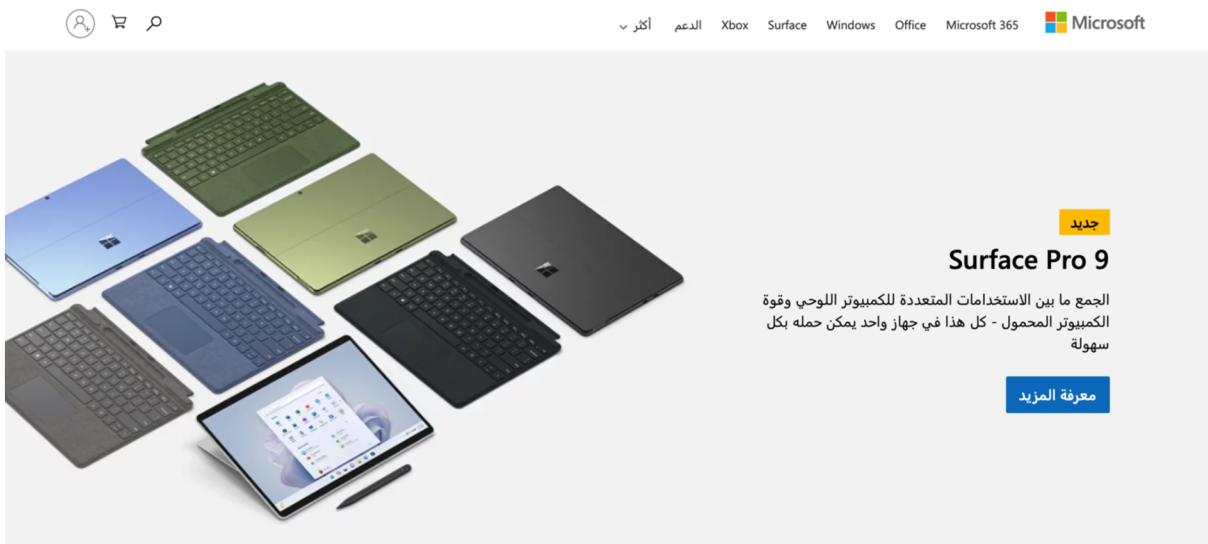 Microsoft
Microsoft 365
Office
Windows
Surface
Xbox
الدعم
أكثر
جديد
Surface Pro 9
الجمع ما بين الاستخدامات المتعددة للكمبيوتر اللوحي وقوة
الكمبيوتر المحمول - كل هذا في جهاز واحد يمكن حمله بكل
سهولة
معرفة المزيد